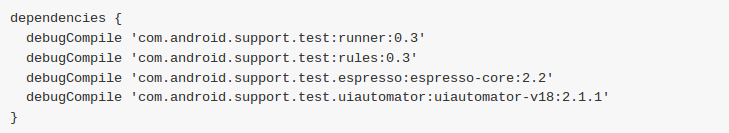 dependencies {
  debugCompile 'com.android.support.test:runner:0.3'
  debugCompile 'com.android.support.test:rules:0.3'
  debugCompile 'com.android.support.test.espresso:espresso-core:2.2'
  debugCompile 'com.android.support.test.uiautomator:uiautomator-v18:2.1.1'
}